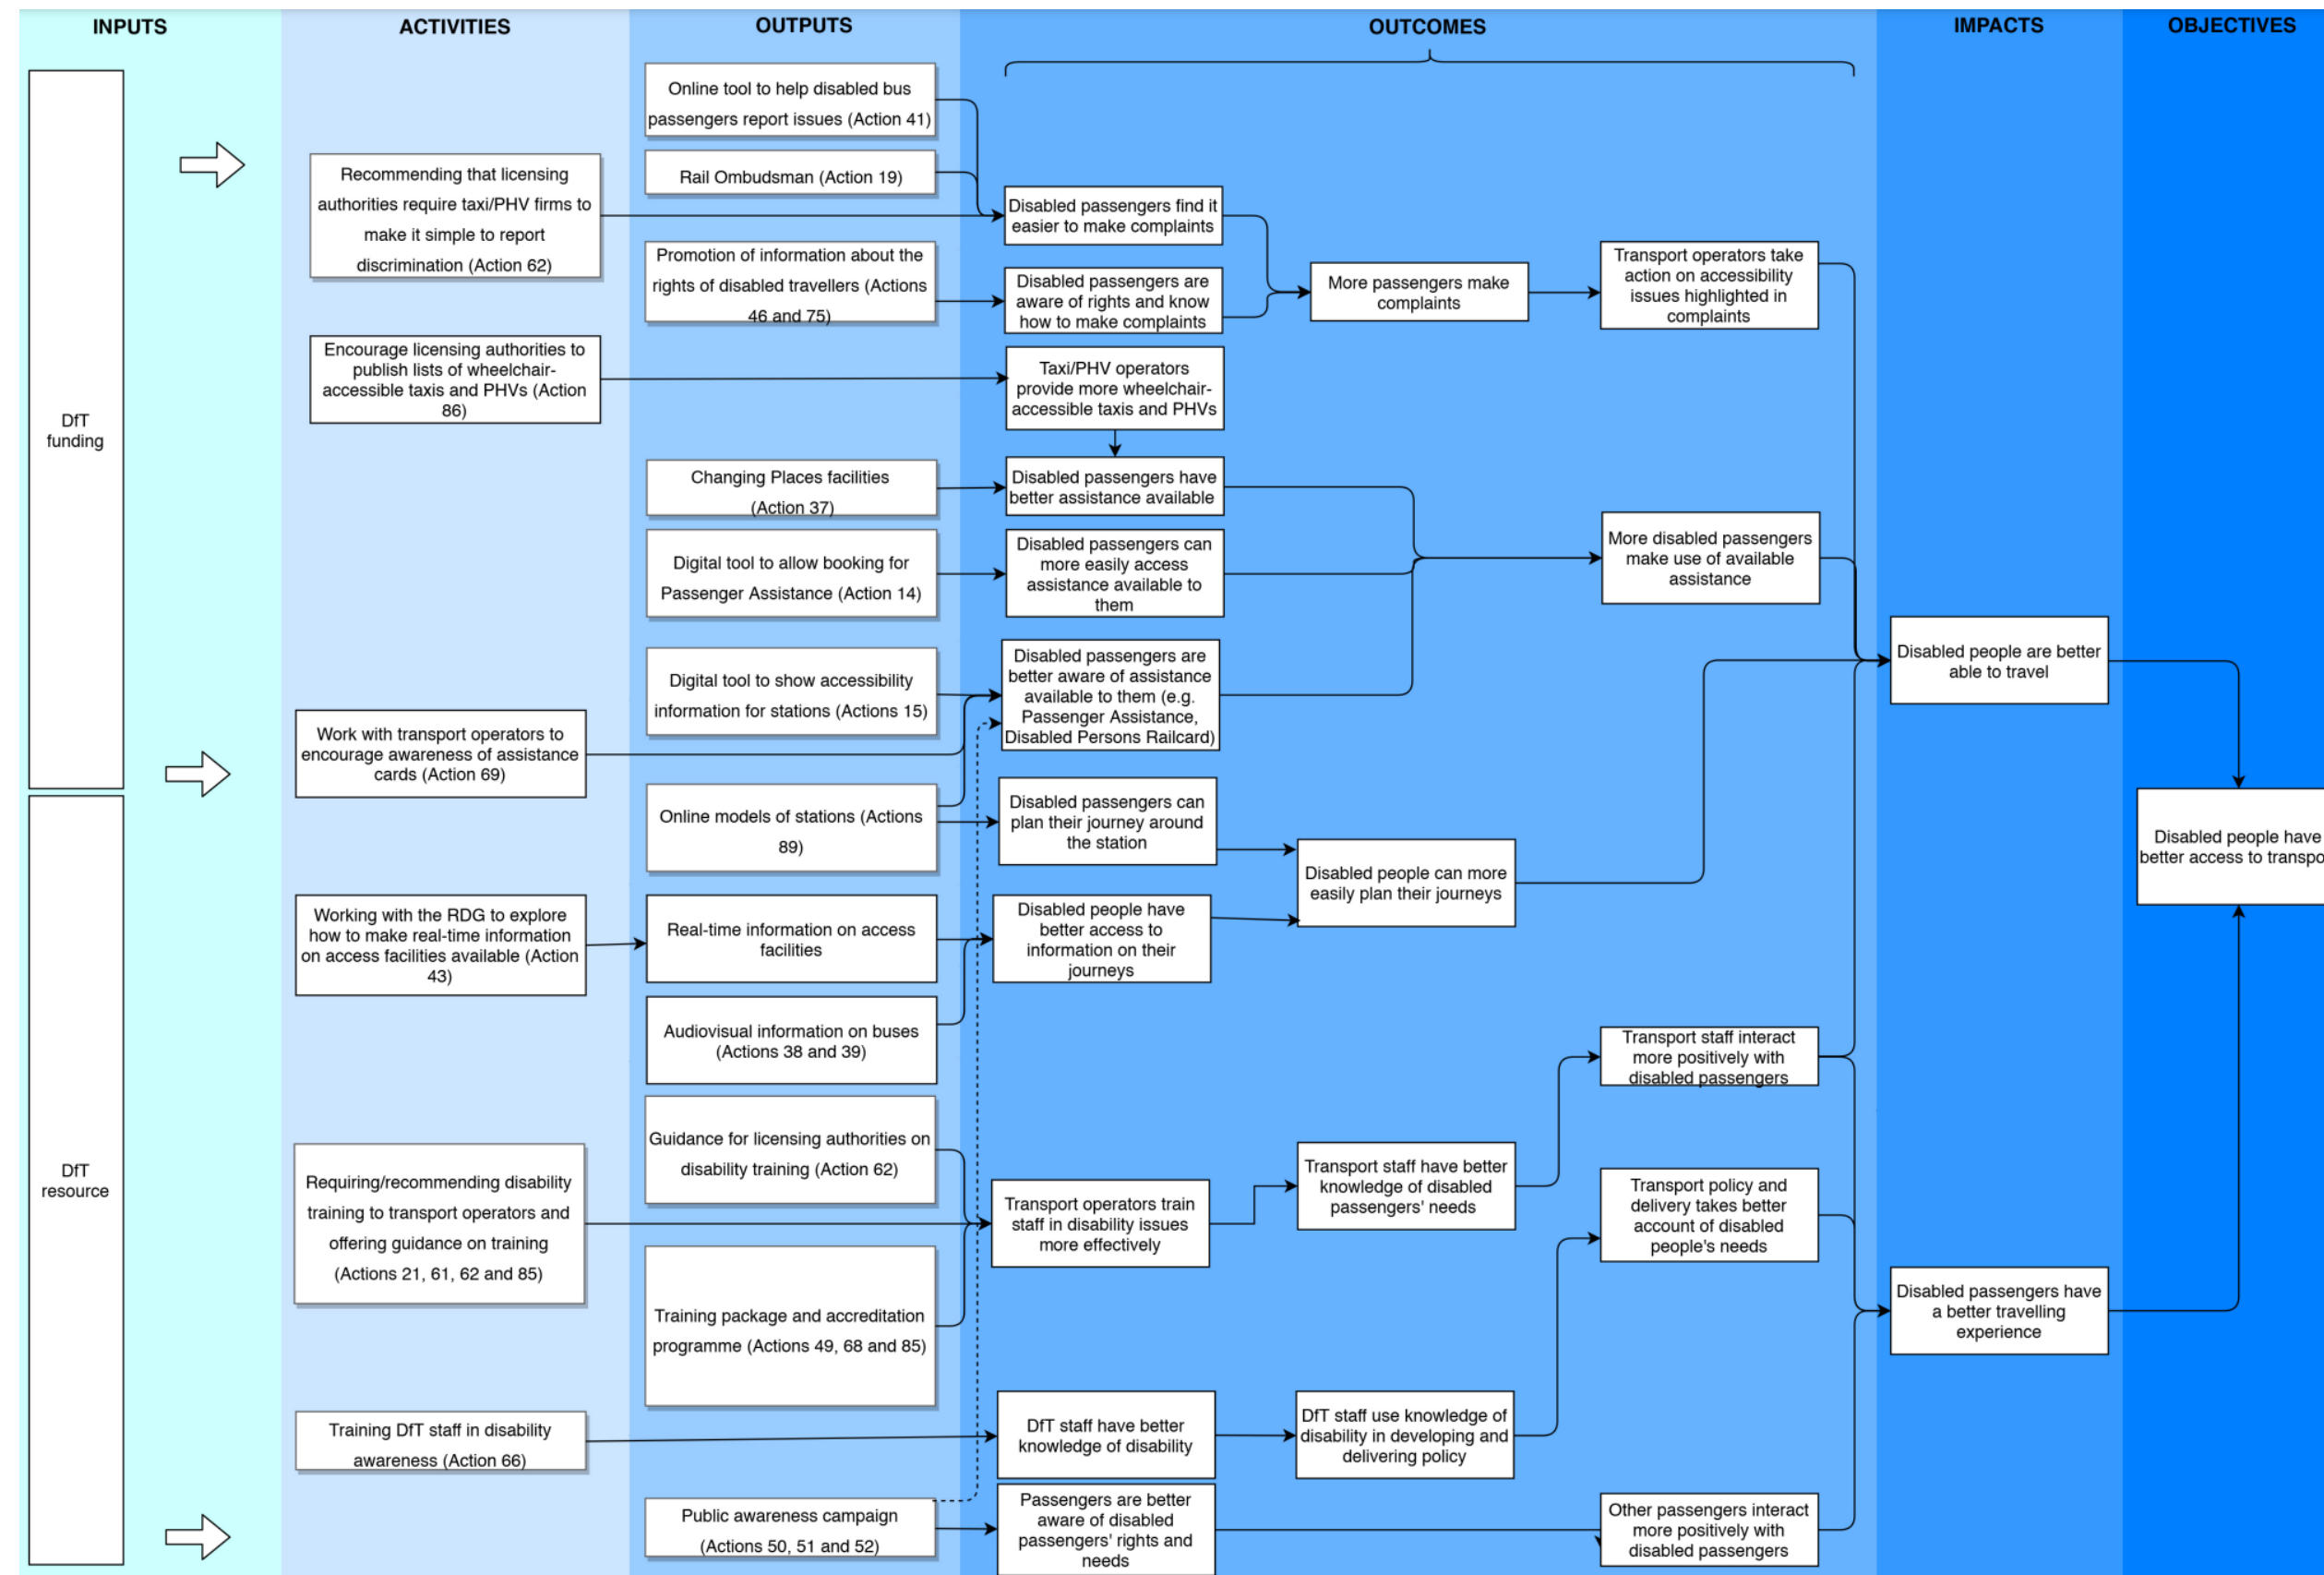 INPUTS
ACTIVITIES
OUTPUTS
OUTCOMES
IMPACTS
OBJECTIVES
DfT
funding
DfT
resource
Recommending that licensing
authorities require taxi/PHV firms to
make it simple to report
discrimination (Action 62)
Encourage licensing authorities to
publish lists of wheelchair-
accessible taxis and PHVs (Action
86)
Work with transport operators to
encourage awareness of assistance
cards (Action 69)
Working with the RDG to explore
how to make real-time information
on access facilities available (Action
43)
Requiring/recommending disability
training to transport operators and
offering guidance on training
(Actions 21, 61, 62 and 85)
Training DfT staff in disability
awareness (Action 66)
Online tool to help disabled bus
passengers report issues (Action 41)
Rail Ombudsman (Action 19)
Promotion of information about the
rights of disabled travellers (Actions
46 and 75)
Changing Places facilities
(Action 37)
Digital tool to allow booking for
Passenger Assistance (Action 14)
Digital tool to show accessibility
information for stations (Actions 15)
Online models of stations (Actions
89)
Real-time information on access
facilities
Audiovisual information on buses
(Actions 38 and 39)
Guidance for licensing authorities on
disability training (Action 62)
Training package and accreditation
programme (Actions 49, 68 and 85)
Public awareness campaign
(Actions 50, 51 and 52)
Disabled passengers find it
easier to make complaints
Disabled passengers are
aware of rights and know
how to make complaints
Taxi/PHV operators
provide more wheelchair-
accessible taxis and PHVs
Disabled passengers have
better assistance available
Disabled passengers can
more easily access
assistance available to
them
Disabled passengers are
better aware of assistance
available to them (e.g.
Passenger Assistance,
Disabled Persons Railcard)
Disabled passengers can
plan their journey around
the station
Disabled people have
better access to
information on their
journeys
Transport operators train
staff in disability issues
more effectively
DfT staff have better
knowledge of disability
Passengers are better
aware of disabled
passengers' rights and
needs
More passengers make
complaints
Disabled people can more
easily plan their journeys
Transport staff have better
knowledge of disabled
passengers' needs
DfT staff use knowledge of
disability in developing and
delivering policy
Transport operators take
action on accessibility
issues highlighted in
complaints
More disabled passengers
make use of available
assistance
Transport staff interact
more positively with
disabled passengers
Transport policy and
delivery takes better
account of disabled
people's needs
Other passengers interact
more positively with
disabled passengers
Disabled people are better
able to travel
Disabled passengers have
a better travelling
experience
Disabled people have
better access to transpo